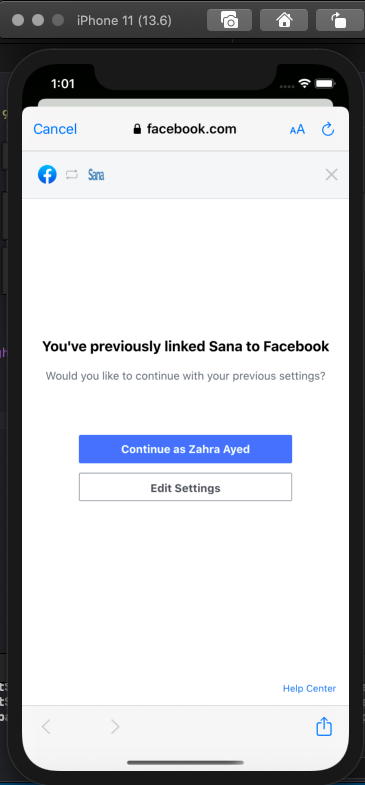 iPhone 11 (13.6)
1:01
Cancel
facebook.com
AA
Sana
You've previously linked Sana to Facebook
Would you like to continue with your previous settings?
Continue as Zahra Ayed
Edit Settings
Help Center